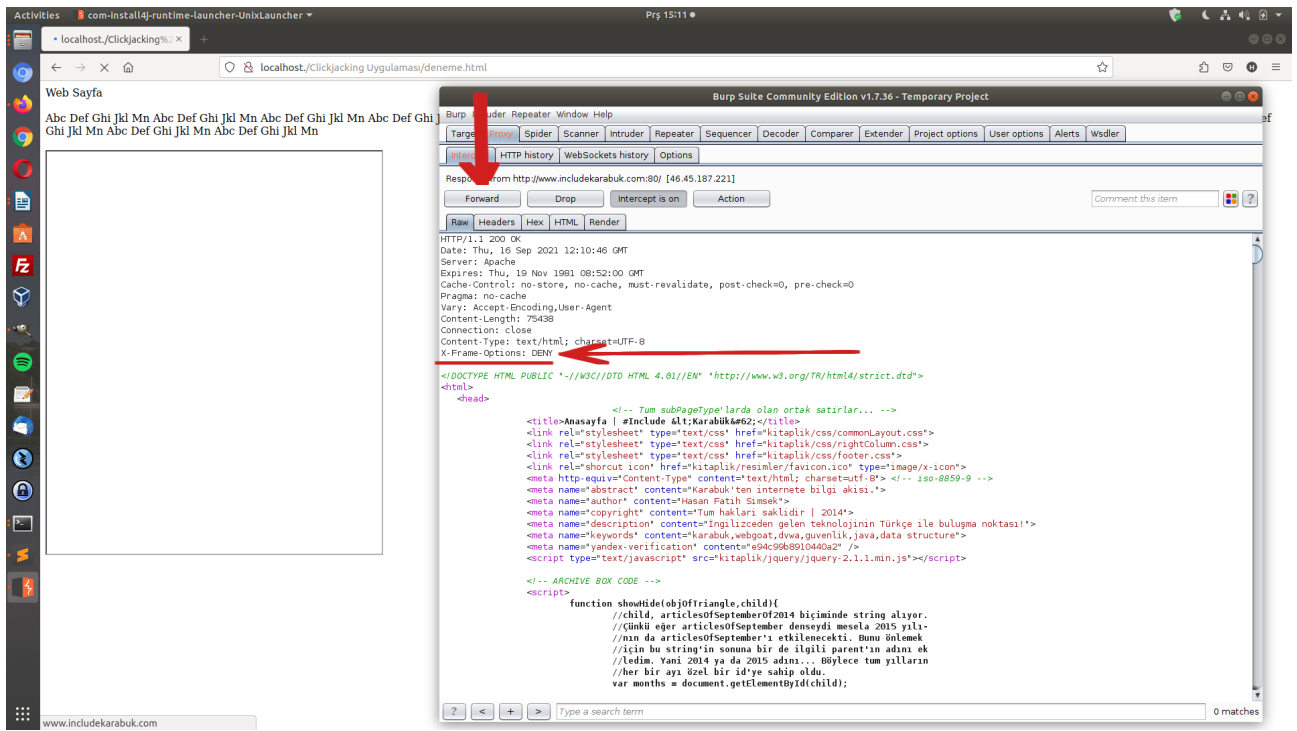 Activities com-install4j-runtime-launcher-UnixLauncher Prş 15:11
localhost./Clickjacking%2
localhost./Clickjacking Uygulaması/deneme.html
Web Sayfa
Abc Def Ghi Jkl Mn Abc Def Ghi Jkl Mn Abc Def Ghi Jkl Mn Abc Def Ghi J ef
Ghi Jkl Mn Abc Def Ghi Jkl Mn Abc Def Ghi Jkl Mn
Burp Suite Community Edition v1.7.36 - Temporary Project
Burp uder Repeater Window Help
Targe Proxy Spider Scanner Intruder Repeater Sequencer Decoder Comparer Extender Project options User options Alerts Wsdler
Interc HTTP history WebSockets history Options
Respo from http://www.includekarabuk.com:80/ [46.45.187.221]
Forward Drop Intercept is on Action Comment this item ?
Raw Headers Hex HTML Render
HTTP/1.1 200 OK
Date: Thu, 16 Sep 2021 12:10:46 GMT
Server: Apache
Expires: Thu, 19 Nov 1981 08:52:00 GMT
Cache-Control: no-store, no-cache, must-revalidate, post-check=0, pre-check=0
Pragma: no-cache
Vary: Accept-Encoding,User-Agent
Content-Length: 75438
Connection: close
Content-Type: text/html; charset=UTF-8
X-Frame-Options: DENY
<!DOCTYPE HTML PUBLIC "-//W3C//DTD HTML 4.01//EN" "http://www.w3.org/TR/html4/strict.dtd">
<html>
<head>
<!-- Tum subPageType'larda olan ortak satirlar... -->
<title>Anasayfa | #Include &lt;Karabük&#62;</title>
<link rel="stylesheet" type="text/css" href="kitaplik/css/commonLayout.css">
<link rel="stylesheet" type="text/css" href="kitaplik/css/rightColumn.css">
<link rel="stylesheet" type="text/css" href="kitaplik/css/footer.css">
<link rel="shorcut icon" href="kitaplik/resimler/favicon.ico" type="image/x-icon">
<meta http-equiv="Content-Type" content="text/html; charset=utf-8"> <!-- iso-8859-9 -->
<meta name="abstract" content="Karabuk'ten internete bilgi akisi.">
<meta name="author" content="Hasan Fatih Simsek">
<meta name="copyright" content="Tum haklari saklidir | 2014">
<meta name="description" content="İngilizceden gelen teknolojinin Türkçe ile buluşma noktası!">
<meta name="keywords" content="karabuk,webgoat,dvwa,guvenlik,java,data structure">
<meta name="yandex-verification" content="e94c99b8910440a2" />
<script type="text/javascript" src="kitaplik/jquery/jquery-2.1.1.min.js"></script>
<!-- ARCHIVE BOX CODE -->
<script>
function showHide(objOfTriangle,child){
//child, articlesOfSeptemberOf2014 biçiminde string alıyor.
//Çünkü eğer articlesOfSeptember denseydi mesela 2015 yılı-
//nın da articlesOfSeptember'ı etkilenecekti. Bunu önlemek
//için bu string'in sonuna bir de ilgili parent'ın adını ek
//ledim. Yani 2014 ya da 2015 adını... Böylece tum yılların
//her bir ayı özel bir id'ye sahip oldu.
var months = document.getElementById(child);
? < + > Type a search term 0 matches
www.includekarabuk.com